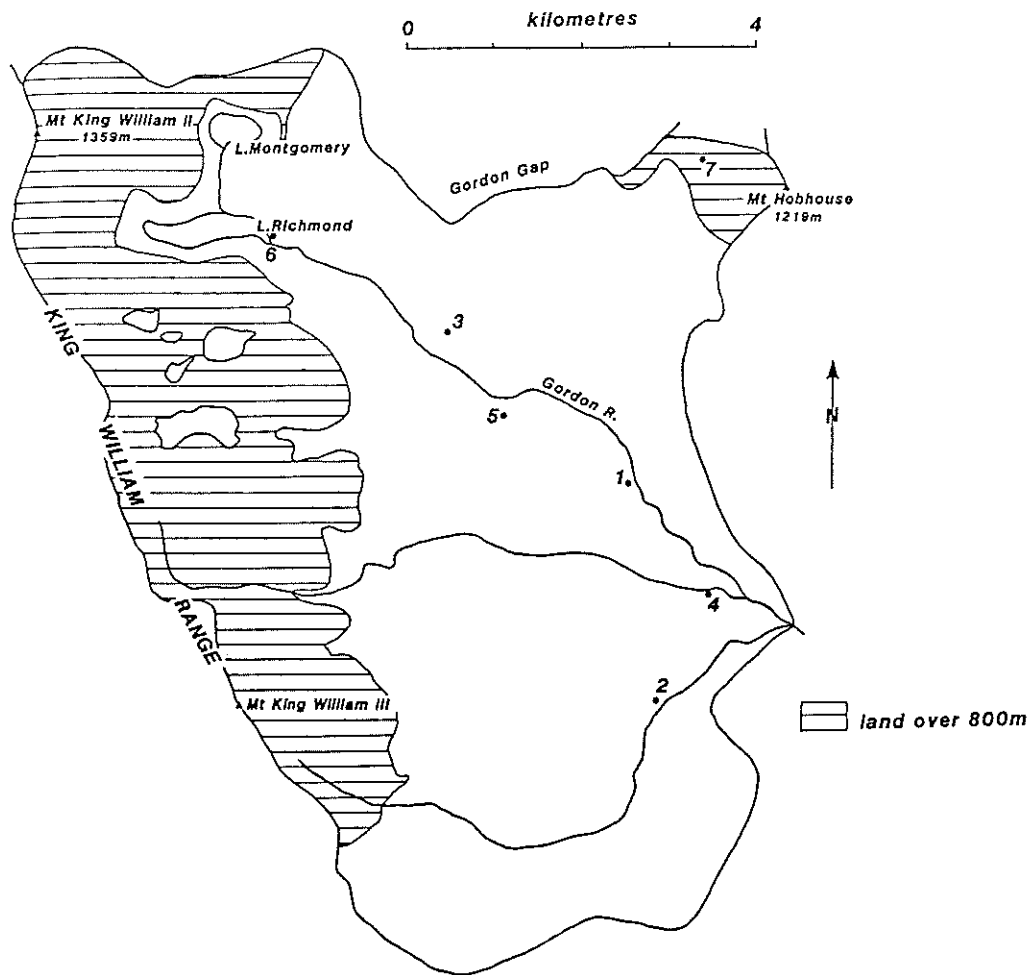 kilometres
0 4
Mt King William II
1359m
L.Montgomery
Gordon Gap
7
Mt Hobhouse
1219m
L.Richmond
6
3
KING
Gordon R.
5
N
WILLIAM
1
4
RANGE
2
Mt King William III
land over 800m